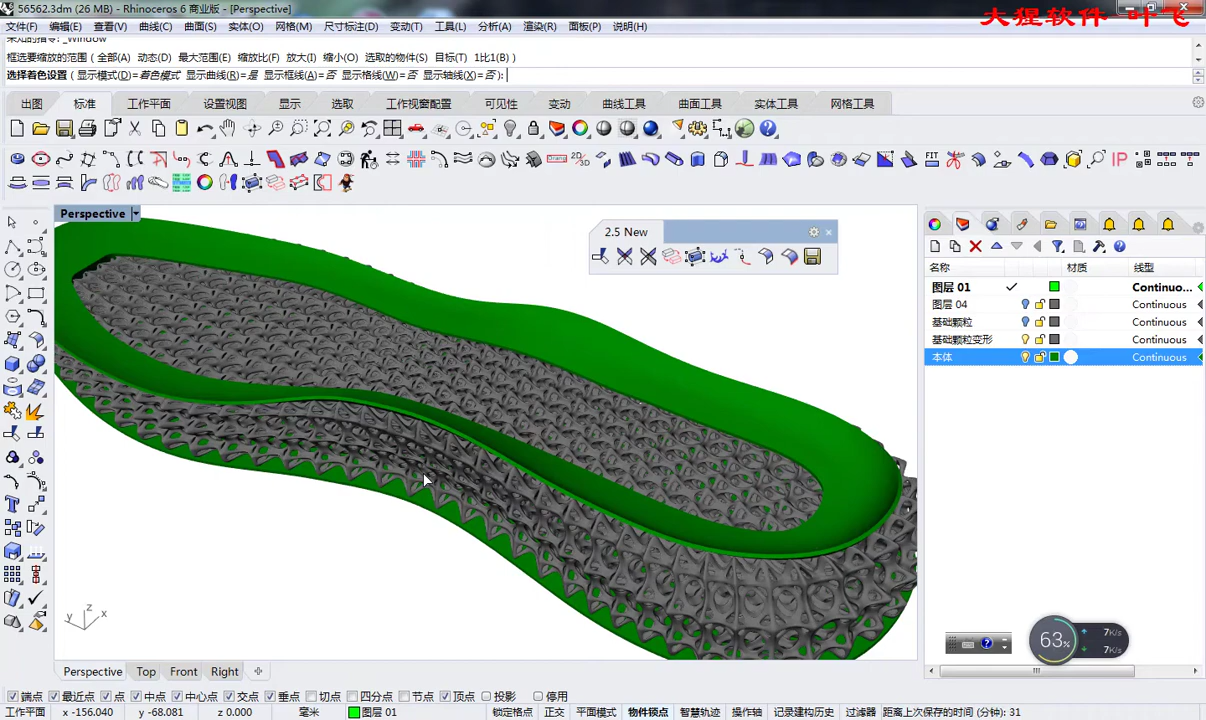 56562.3dm (26 MB) - Rhinoceros 6 商业版 - [Perspective]
大猩软件 叶飞
文件(F) 编辑(E) 查看(V) 曲线(C) 曲面(S) 实体(O) 网格(M) 尺寸标注(D) 变动(T) 工具(L) 分析(A) 渲染(R) 面板(P) 说明(H)
未知的指令: _Window
框选要缩放的范围 ( 全部(A) 动态(D) 最大范围(E) 缩放比(F) 放大(I) 缩小(O) 选取的物件(S) 目标(T) 1比1(B) )
选择着色设置 ( 显示模式(D)=着色模式 显示曲线(R)=是 显示框线(A)=否 显示格线(W)=否 显示轴线(X)=否 ):
出图 标准 工作平面 设置视图 显示 选取 工作视窗配置 可见性 变动 曲线工具 曲面工具 实体工具 网格工具
2D 3D FIT IP
Perspective
2.5 New
名称 材质 线型
图层 01 Continuo...
图层 04 Continuous
基础颗粒 Continuous
基础颗粒变形 Continuous
本体 Continuous
z
y x
63%
7K/s
7K/s
Perspective Top Front Right
端点 最近点 点 中点 中心点 交点 垂点 切点 四分点 节点 顶点 投影 停用
工作平面 x -156.040 y -68.081 z 0.000 毫米 图层 01 锁定格点 正交 平面模式 物件锁点 智慧轨迹 操作轴 记录建构历史 过滤器 距离上次保存的时间 (分钟): 31